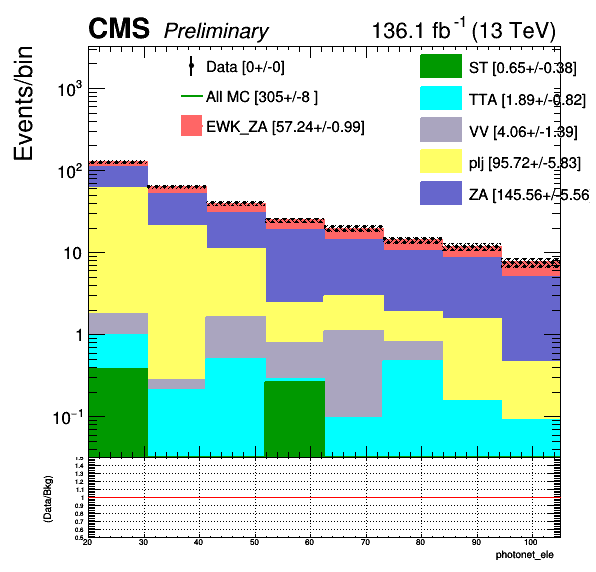 CMS Preliminary 136.1 fb⁻¹ (13 TeV)
Events/bin
Data [0+/-0]
All MC [305+/-8 ]
EWK_ZA [57.24+/-0.99]
ST [0.65+/-0.38]
TTA [1.89+/-0.82]
VV [4.06+/-1.39]
plj [95.72+/-5.83]
ZA [145.56+/-5.56
10³
10²
10
1
10⁻¹
(Data/Bkg)
1.5
1.4
1.3
1.2
1.1
1
0.9
0.8
0.7
0.6
0.5
20 30 40 50 60 70 80 90 100
photonet_ele